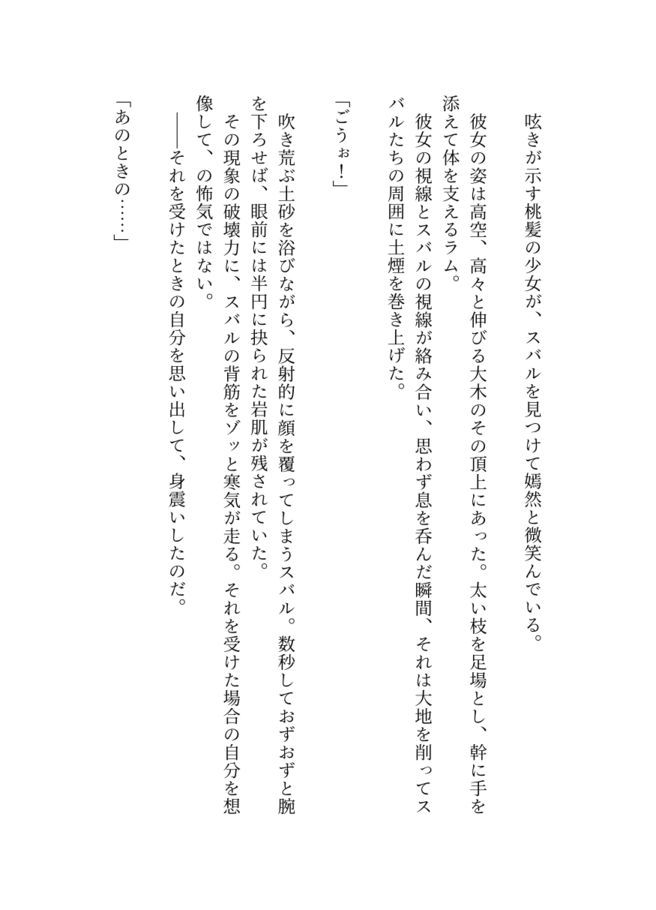 呟きが示す桃髪の少女が、スバルを見つけて嫣然と微笑んでいる。
彼女の姿は高空、高々と伸びる大木のその頂上にあった。太い枝を足場とし、幹に手を
添えて体を支えるラム。
彼女の視線とスバルの視線が絡み合い、思わず息を呑んだ瞬間、それは大地を削ってス
バルたちの周囲に土煙を巻き上げた。
「ごうぉ！」
吹き荒ぶ土砂を浴びながら、反射的に顔を覆ってしまうスバル。数秒しておずおずと腕
を下ろせば、眼前には半円に抉られた岩肌が残されていた。
その現象の破壊力に、スバルの背筋をゾッと寒気が走る。それを受けた場合の自分を想
像して、の怖気ではない。
――それを受けたときの自分を思い出して、身震いしたのだ。
「あのときの……」